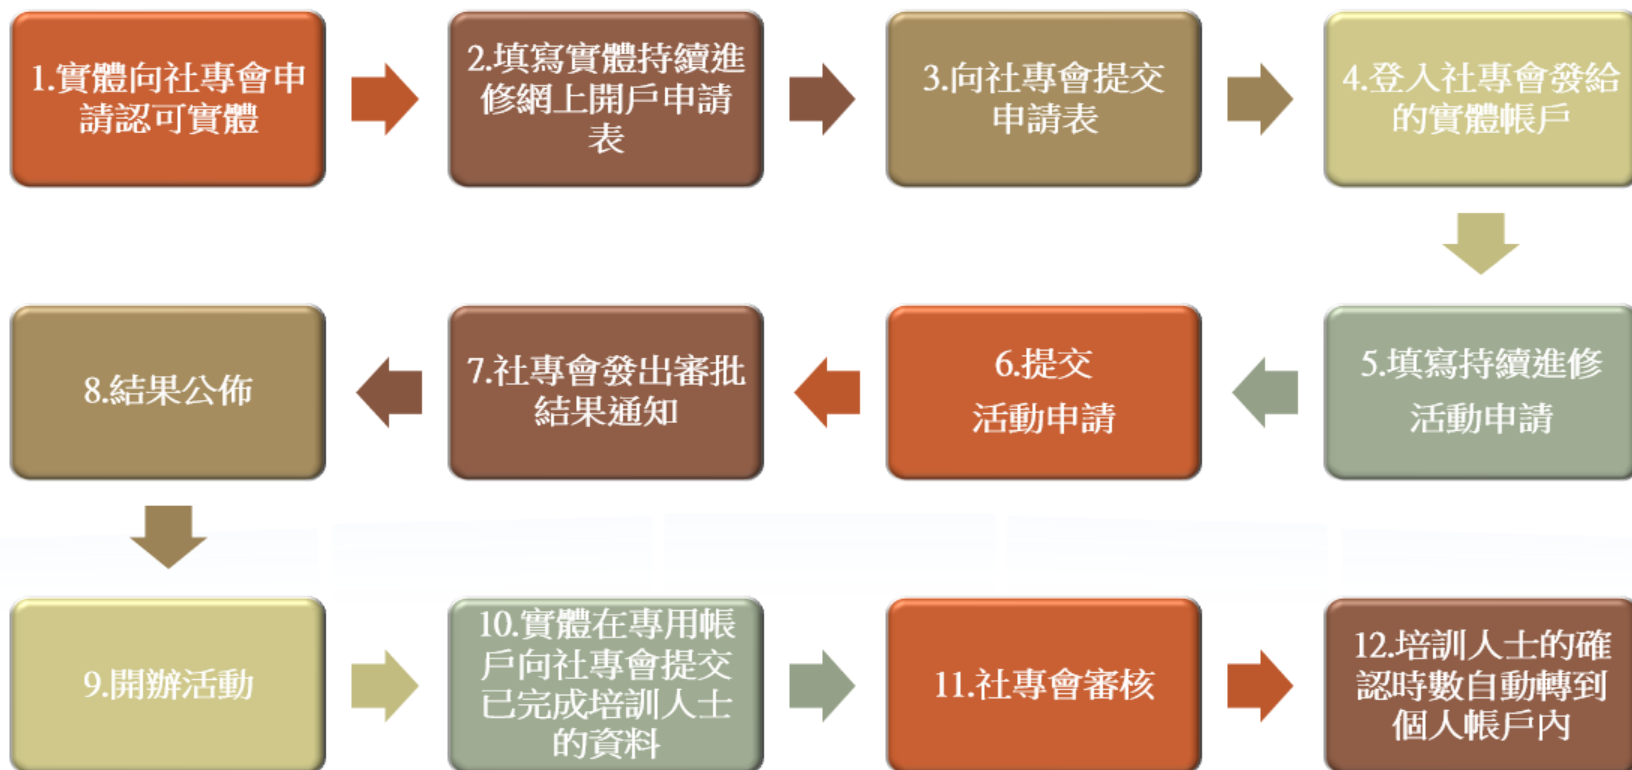 1.實體向社專會申
請認可實體
2.填寫實體持續進
修網上開戶申請
表
3.向社專會提交
申請表
4.登入社專會發給
的實體帳戶
5.填寫持續進修
活動申請
6.提交
活動申請
7.社專會發出審批
結果通知
8.結果公佈
9.開辦活動
10.實體在專用帳
戶向社專會提交
已完成培訓人士
的資料
11.社專會審核
12.培訓人士的確
認時數自動轉到
個人帳戶內